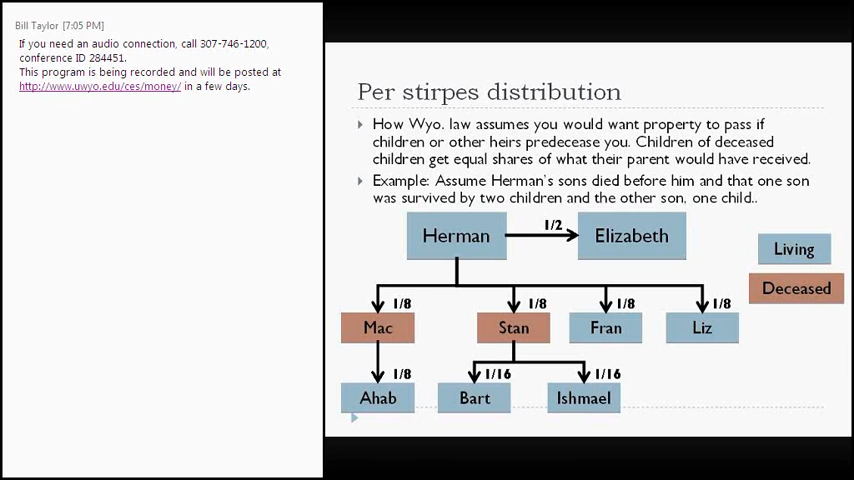 Bill Taylor [7:05 PM]
If you need an audio connection, call 307-746-1200,
conference ID 284451.
This program is being recorded and will be posted at
http://www.uwyo.edu/ces/money/ in a few days.
Per stirpes distribution
How Wyo. law assumes you would want property to pass if
children or other heirs predecease you. Children of deceased
children get equal shares of what their parent would have received.
Example: Assume Herman's sons died before him and that one son
was survived by two children and the other son, one child..
Herman
1/2
Elizabeth
Living
Deceased
1/8
1/8
1/8
1/8
Mac
Stan
Fran
Liz
1/8
1/16
1/16
Ahab
Bart
Ishmael